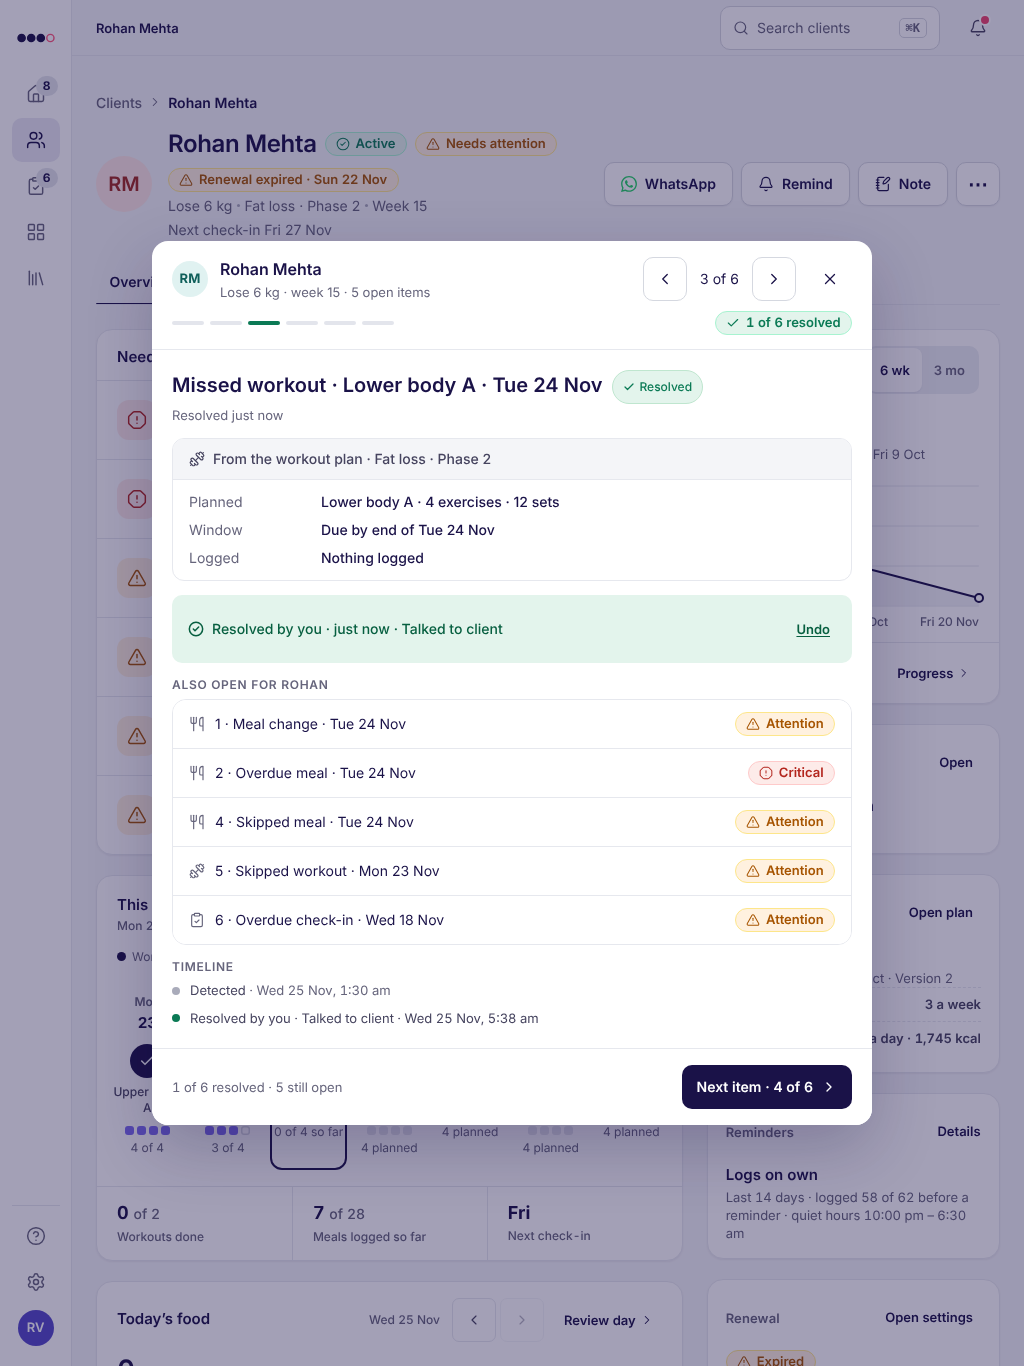 Rohan Mehta
Search clients
⌘K
8
6
Clients > Rohan Mehta
RM
Rohan Mehta
Active
Needs attention
Renewal expired · Sun 22 Nov
Lose 6 kg · Fat loss · Phase 2 · Week 15
Next check-in Fri 27 Nov
WhatsApp
Remind
Note
RM
Rohan Mehta
Lose 6 kg · week 15 · 5 open items
3 of 6
1 of 6 resolved
Missed workout · Lower body A · Tue 24 Nov
Resolved
Resolved just now
From the workout plan · Fat loss · Phase 2
Planned Lower body A · 4 exercises · 12 sets
Window Due by end of Tue 24 Nov
Logged Nothing logged
Resolved by you · just now · Talked to client
Undo
ALSO OPEN FOR ROHAN
1 · Meal change · Tue 24 Nov Attention
2 · Overdue meal · Tue 24 Nov Critical
4 · Skipped meal · Tue 24 Nov Attention
5 · Skipped workout · Mon 23 Nov Attention
6 · Overdue check-in · Wed 18 Nov Attention
TIMELINE
Detected · Wed 25 Nov, 1:30 am
Resolved by you · Talked to client · Wed 25 Nov, 5:38 am
1 of 6 resolved · 5 still open
Next item · 4 of 6
6 wk 3 mo
Fri 9 Oct
Fri 20 Nov
Progress
Open
This
Open plan
Version 2
3 a week
a day · 1,745 kcal
Upper
0 of 4 so far
4 planned
4 planned
4 of 4
3 of 4
4 planned
4 planned
0 of 2
Workouts done
7 of 28
Meals logged so far
Fri
Next check-in
Reminders
Details
Logs on own
Last 14 days · logged 58 of 62 before a
reminder · quiet hours 10:00 pm – 6:30
am
RV
Today's food
Wed 25 Nov
Review day
Renewal
Open settings
Expired